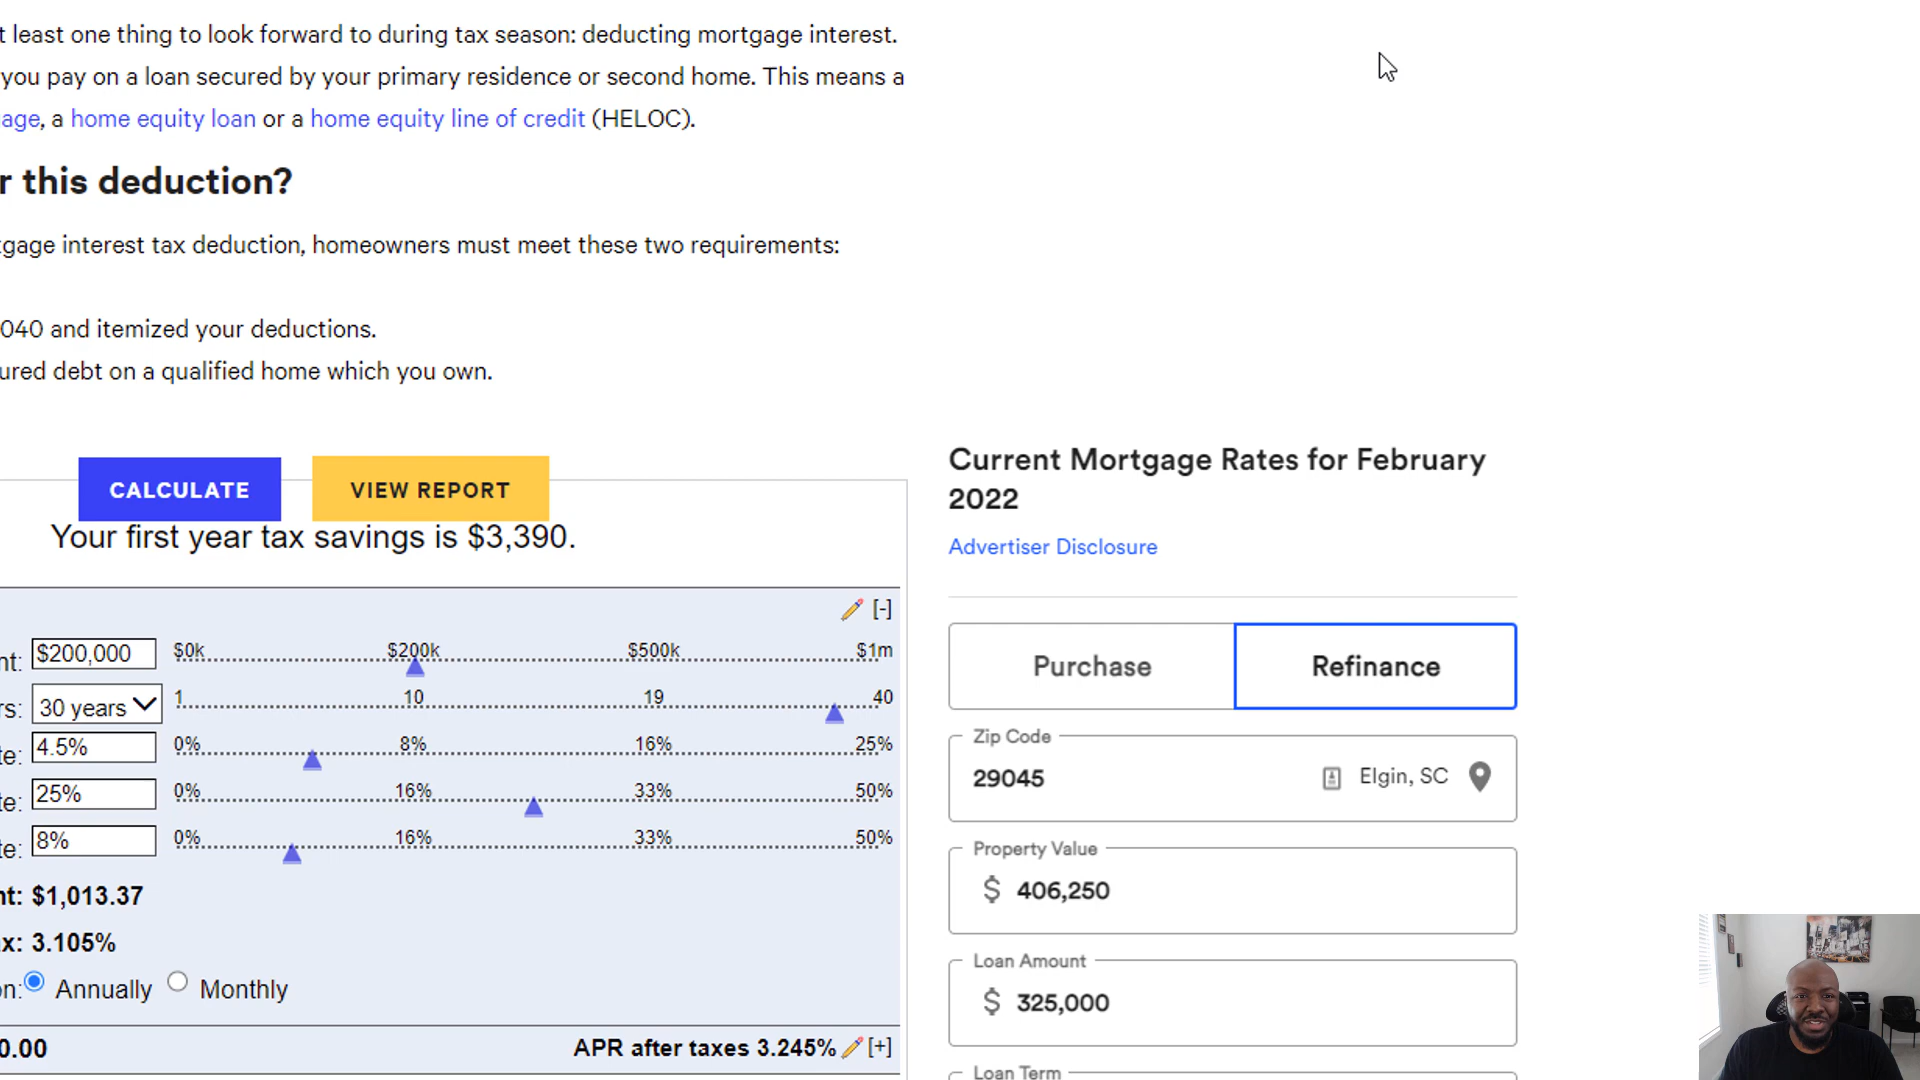 t least one thing to look forward to during tax season: deducting mortgage interest.
you pay on a loan secured by your primary residence or second home. This means a
age, a home equity loan or a home equity line of credit (HELOC).
r this deduction?
gage interest tax deduction, homeowners must meet these two requirements:
040 and itemized your deductions.
ured debt on a qualified home which you own.
CALCULATE VIEW REPORT
Your first year tax savings is $3,390.
[-]
nt: $200,000 $0k $200k $500k $1m
rs: 30 years 1 10 19 40
te: 4.5% 0% 8% 16% 25%
te: 25% 0% 16% 33% 50%
te: 8% 0% 16% 33% 50%
nt: $1,013.37
x: 3.105%
on: Annually Monthly
0.00 APR after taxes 3.245% [+]
Current Mortgage Rates for February
2022
Advertiser Disclosure
Purchase Refinance
Zip Code
29045 Elgin, SC
Property Value
$ 406,250
Loan Amount
$ 325,000
Loan Term